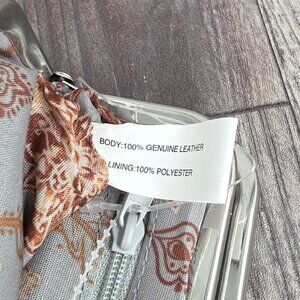 BODY:100% GENUINE LEATHER
LINING:100% POLYESTER